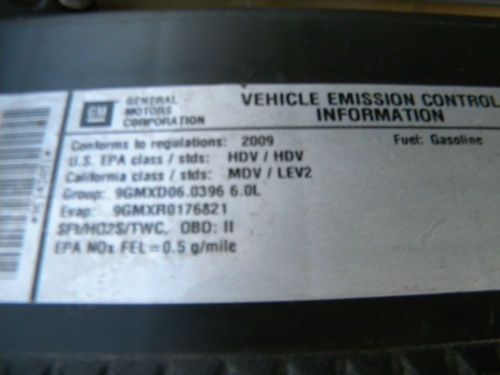 GM
GENERAL
MOTORS
CORPORATION
VEHICLE EMISSION CONTROL
INFORMATION
Conforms to regulations: 2009
Fuel: Gasoline
U.S. EPA class / stds: HDV / HDV
California class / stds: MDV / LEV2
Group: 9GMXD06.0396 6.0L
Evap: 9GMXR0176821
SFI/HO2S/TWC, OBD: II
EPA NOx FEL = 0.5 g/mile